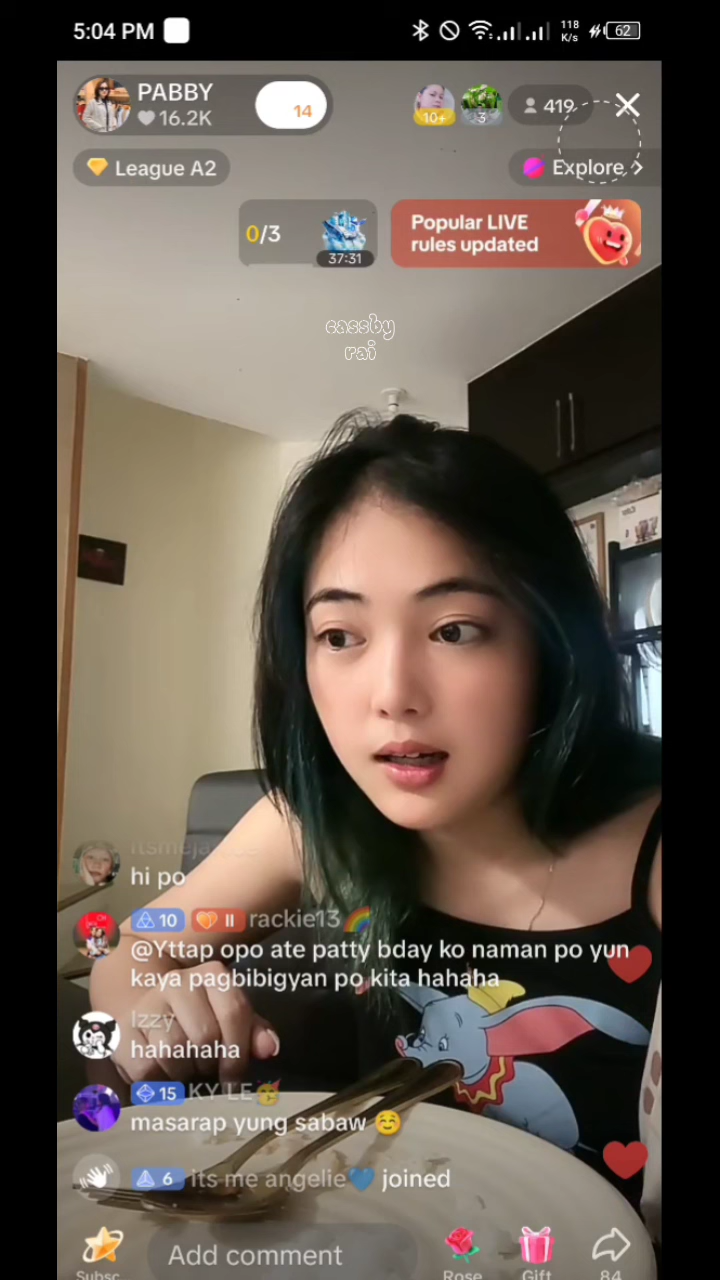 5:04 PM
118
K/s
62
PABBY
16.2K
14
10+
3
419
League A2
Explore
0/3
37:31
Popular LIVE
rules updated
cassby
rai
hi po
10 II rackie13
@Yttap opo ate patty bday ko naman po yun
kaya pagbibigyan po kita hahaha
Izzy
hahahaha
15 KY LE
masarap yung sabaw
6 its me angelie joined
Add comment
Subsc...
Rose
Gift
84